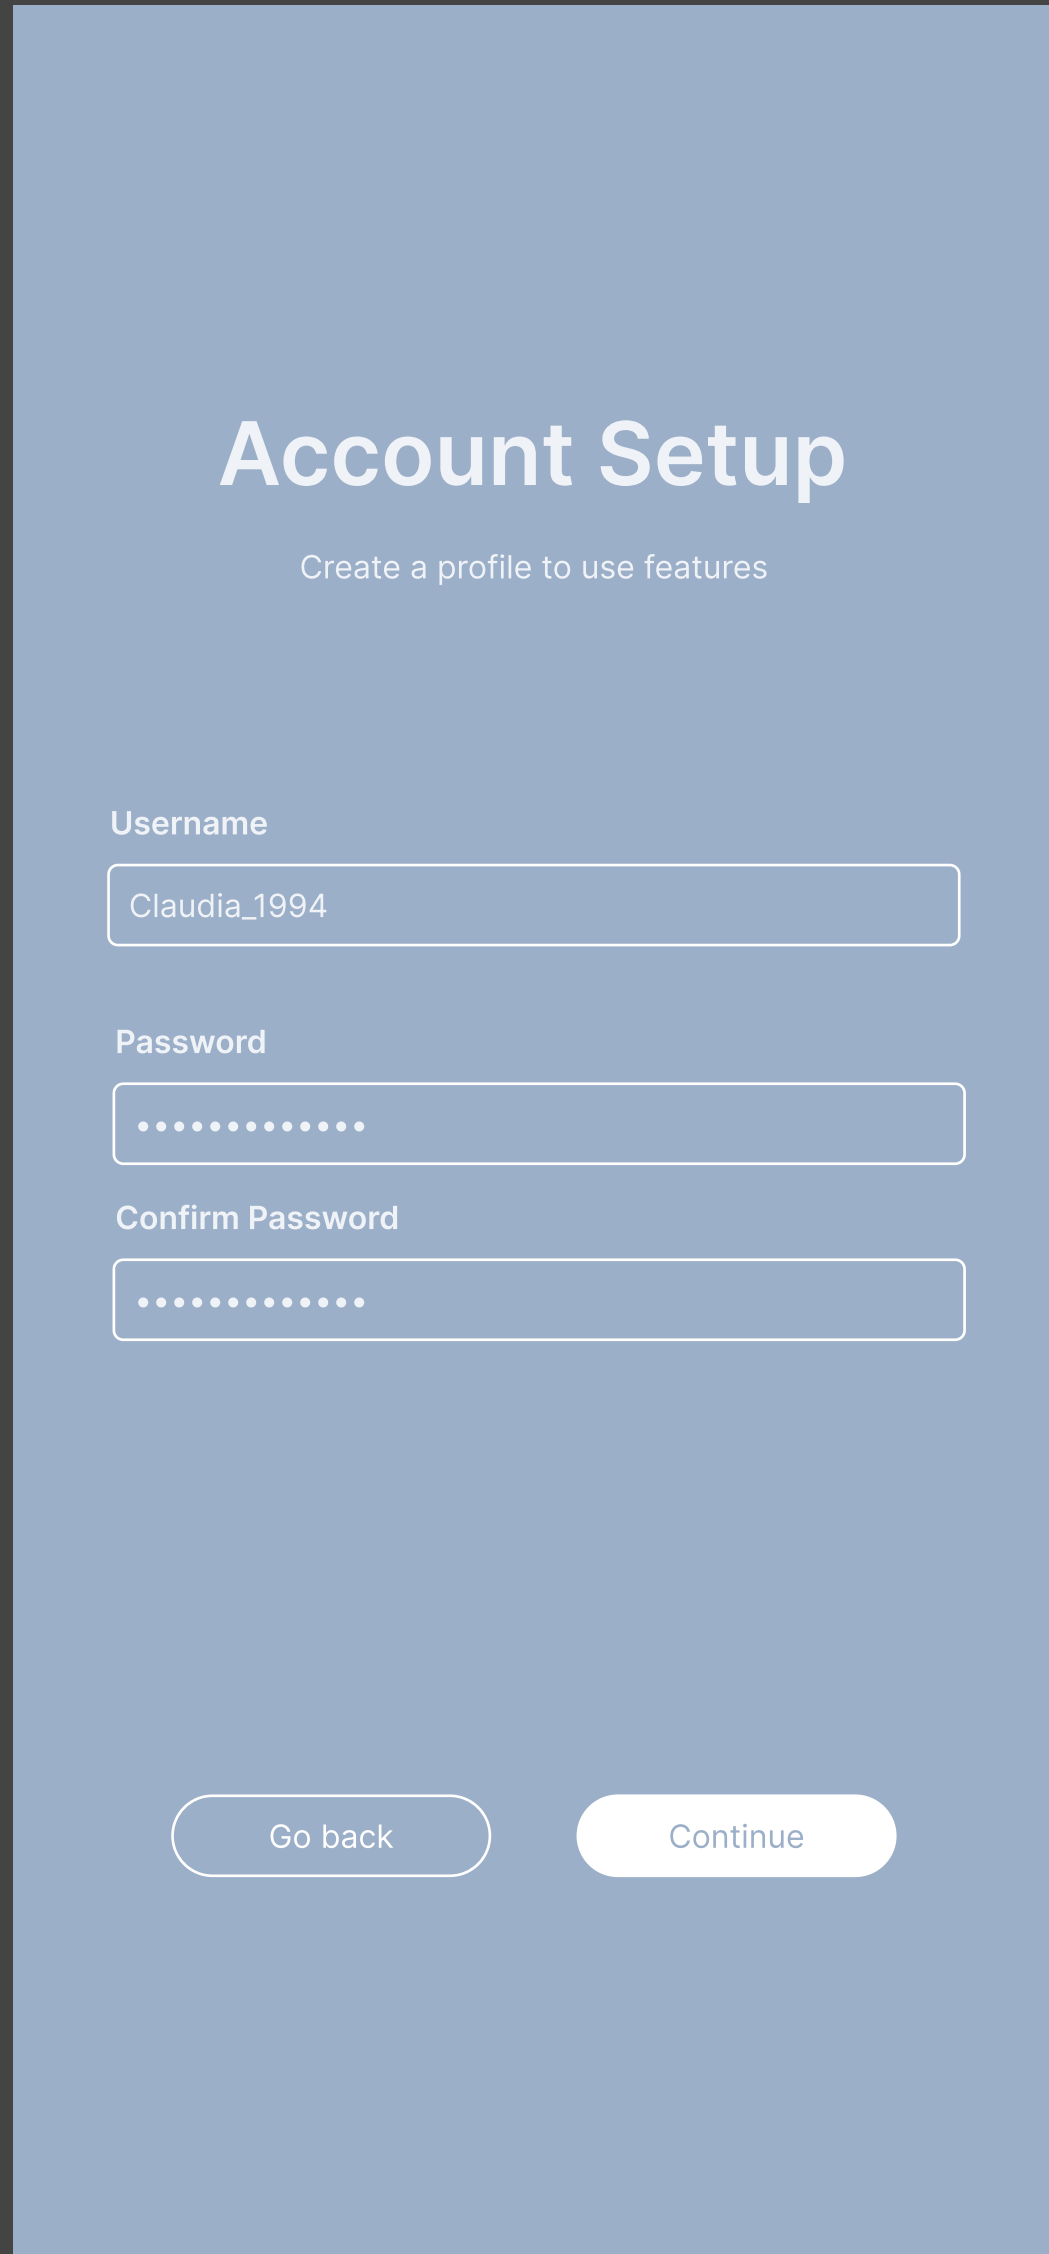 Account Setup
Create a profile to use features
Username
Claudia_1994
Password
•••••••••••••
Confirm Password
•••••••••••••
Go back
Continue